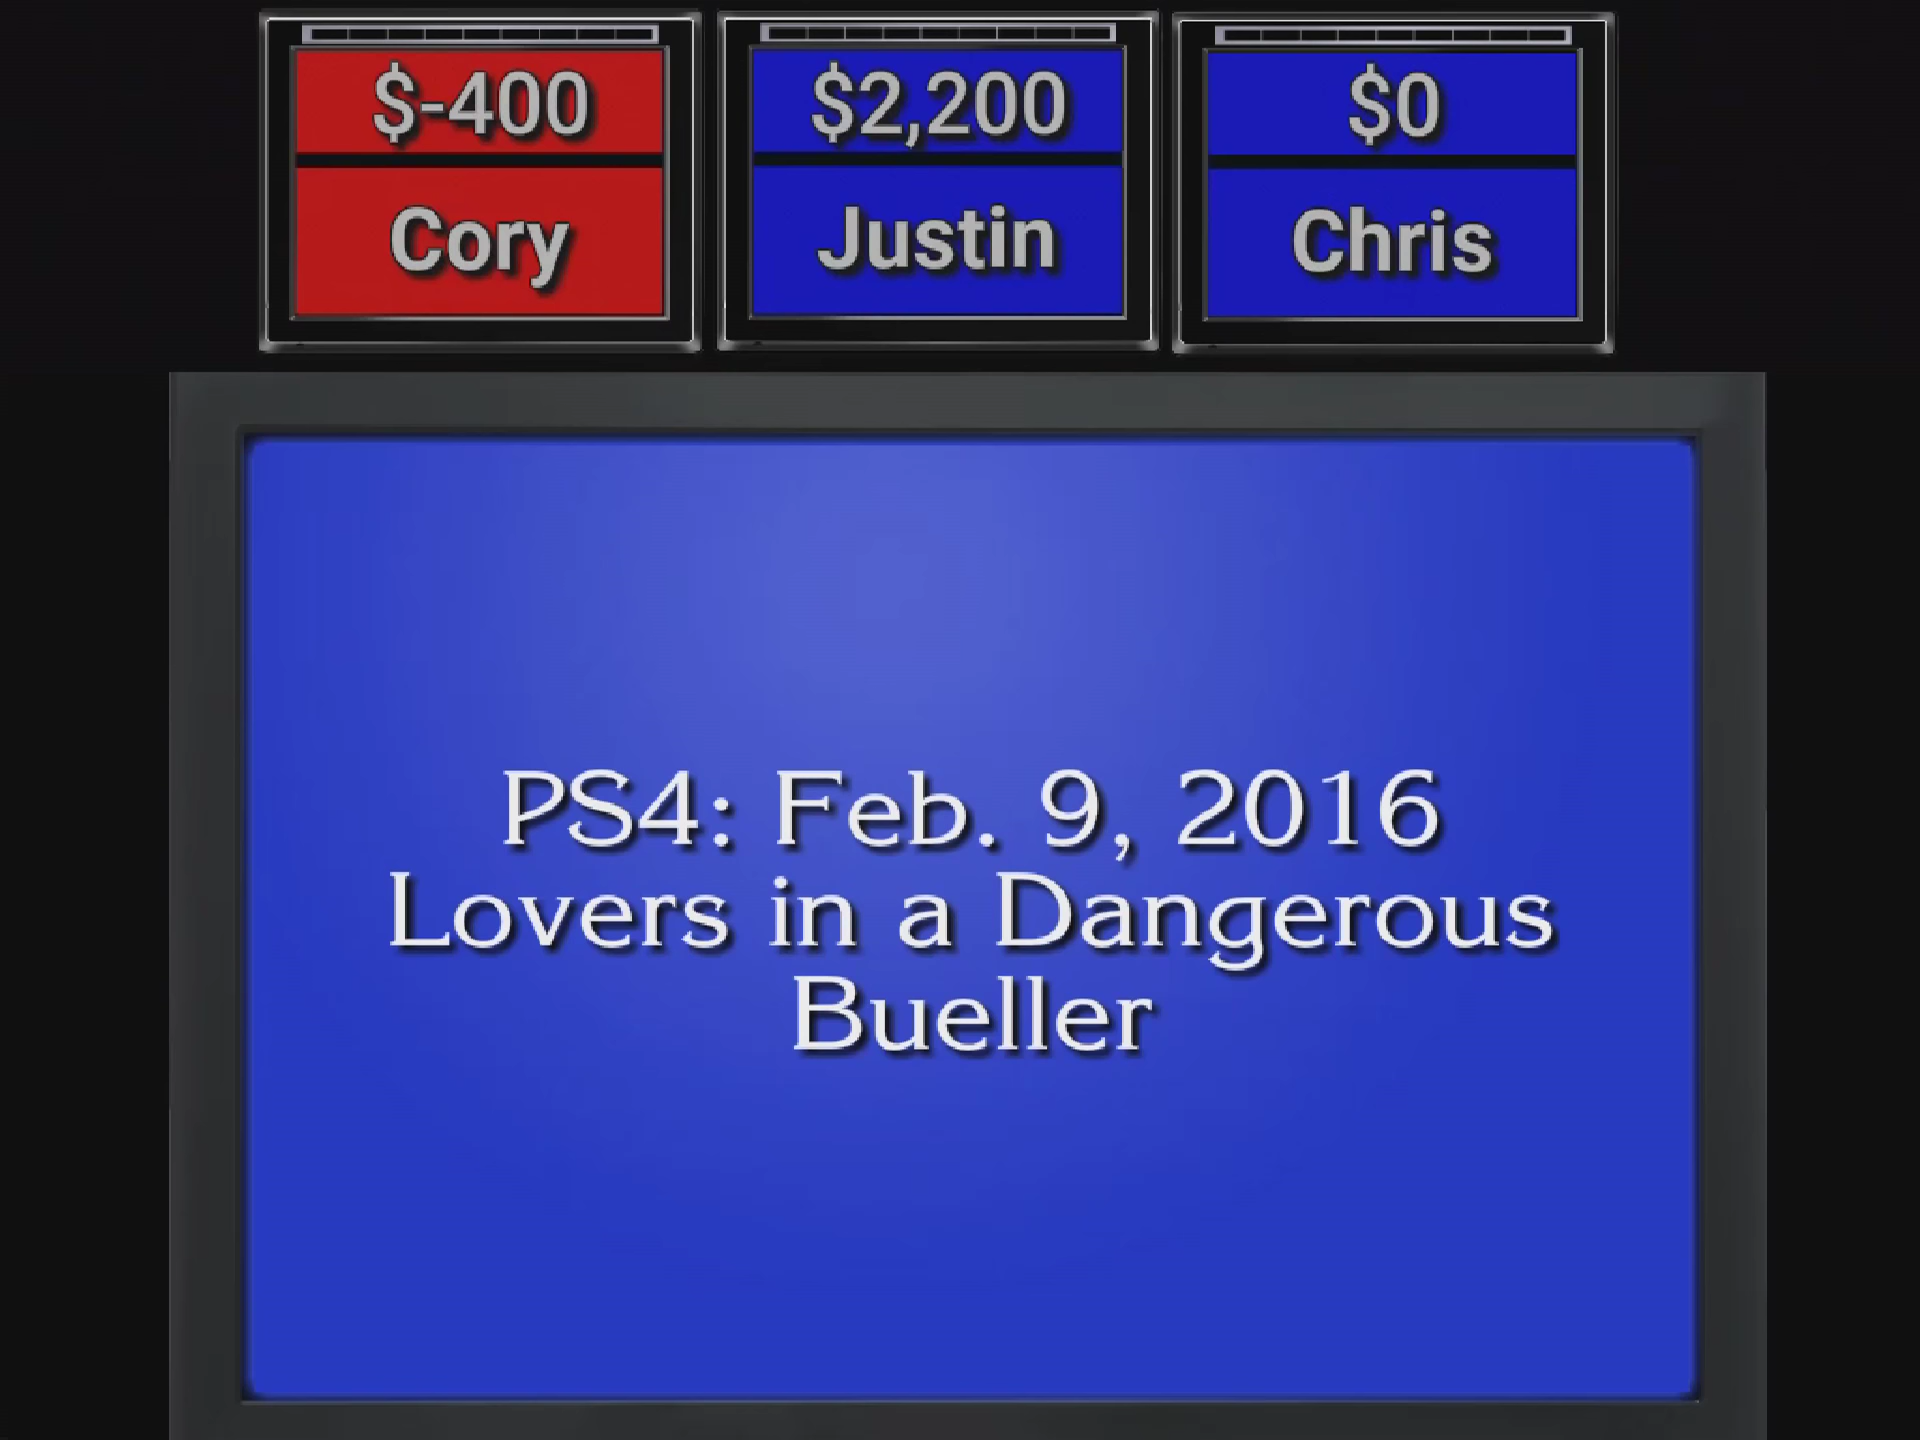 $-400
Cory
$2,200
Justin
$0
Chris
PS4: Feb. 9, 2016
Lovers in a Dangerous
Bueller